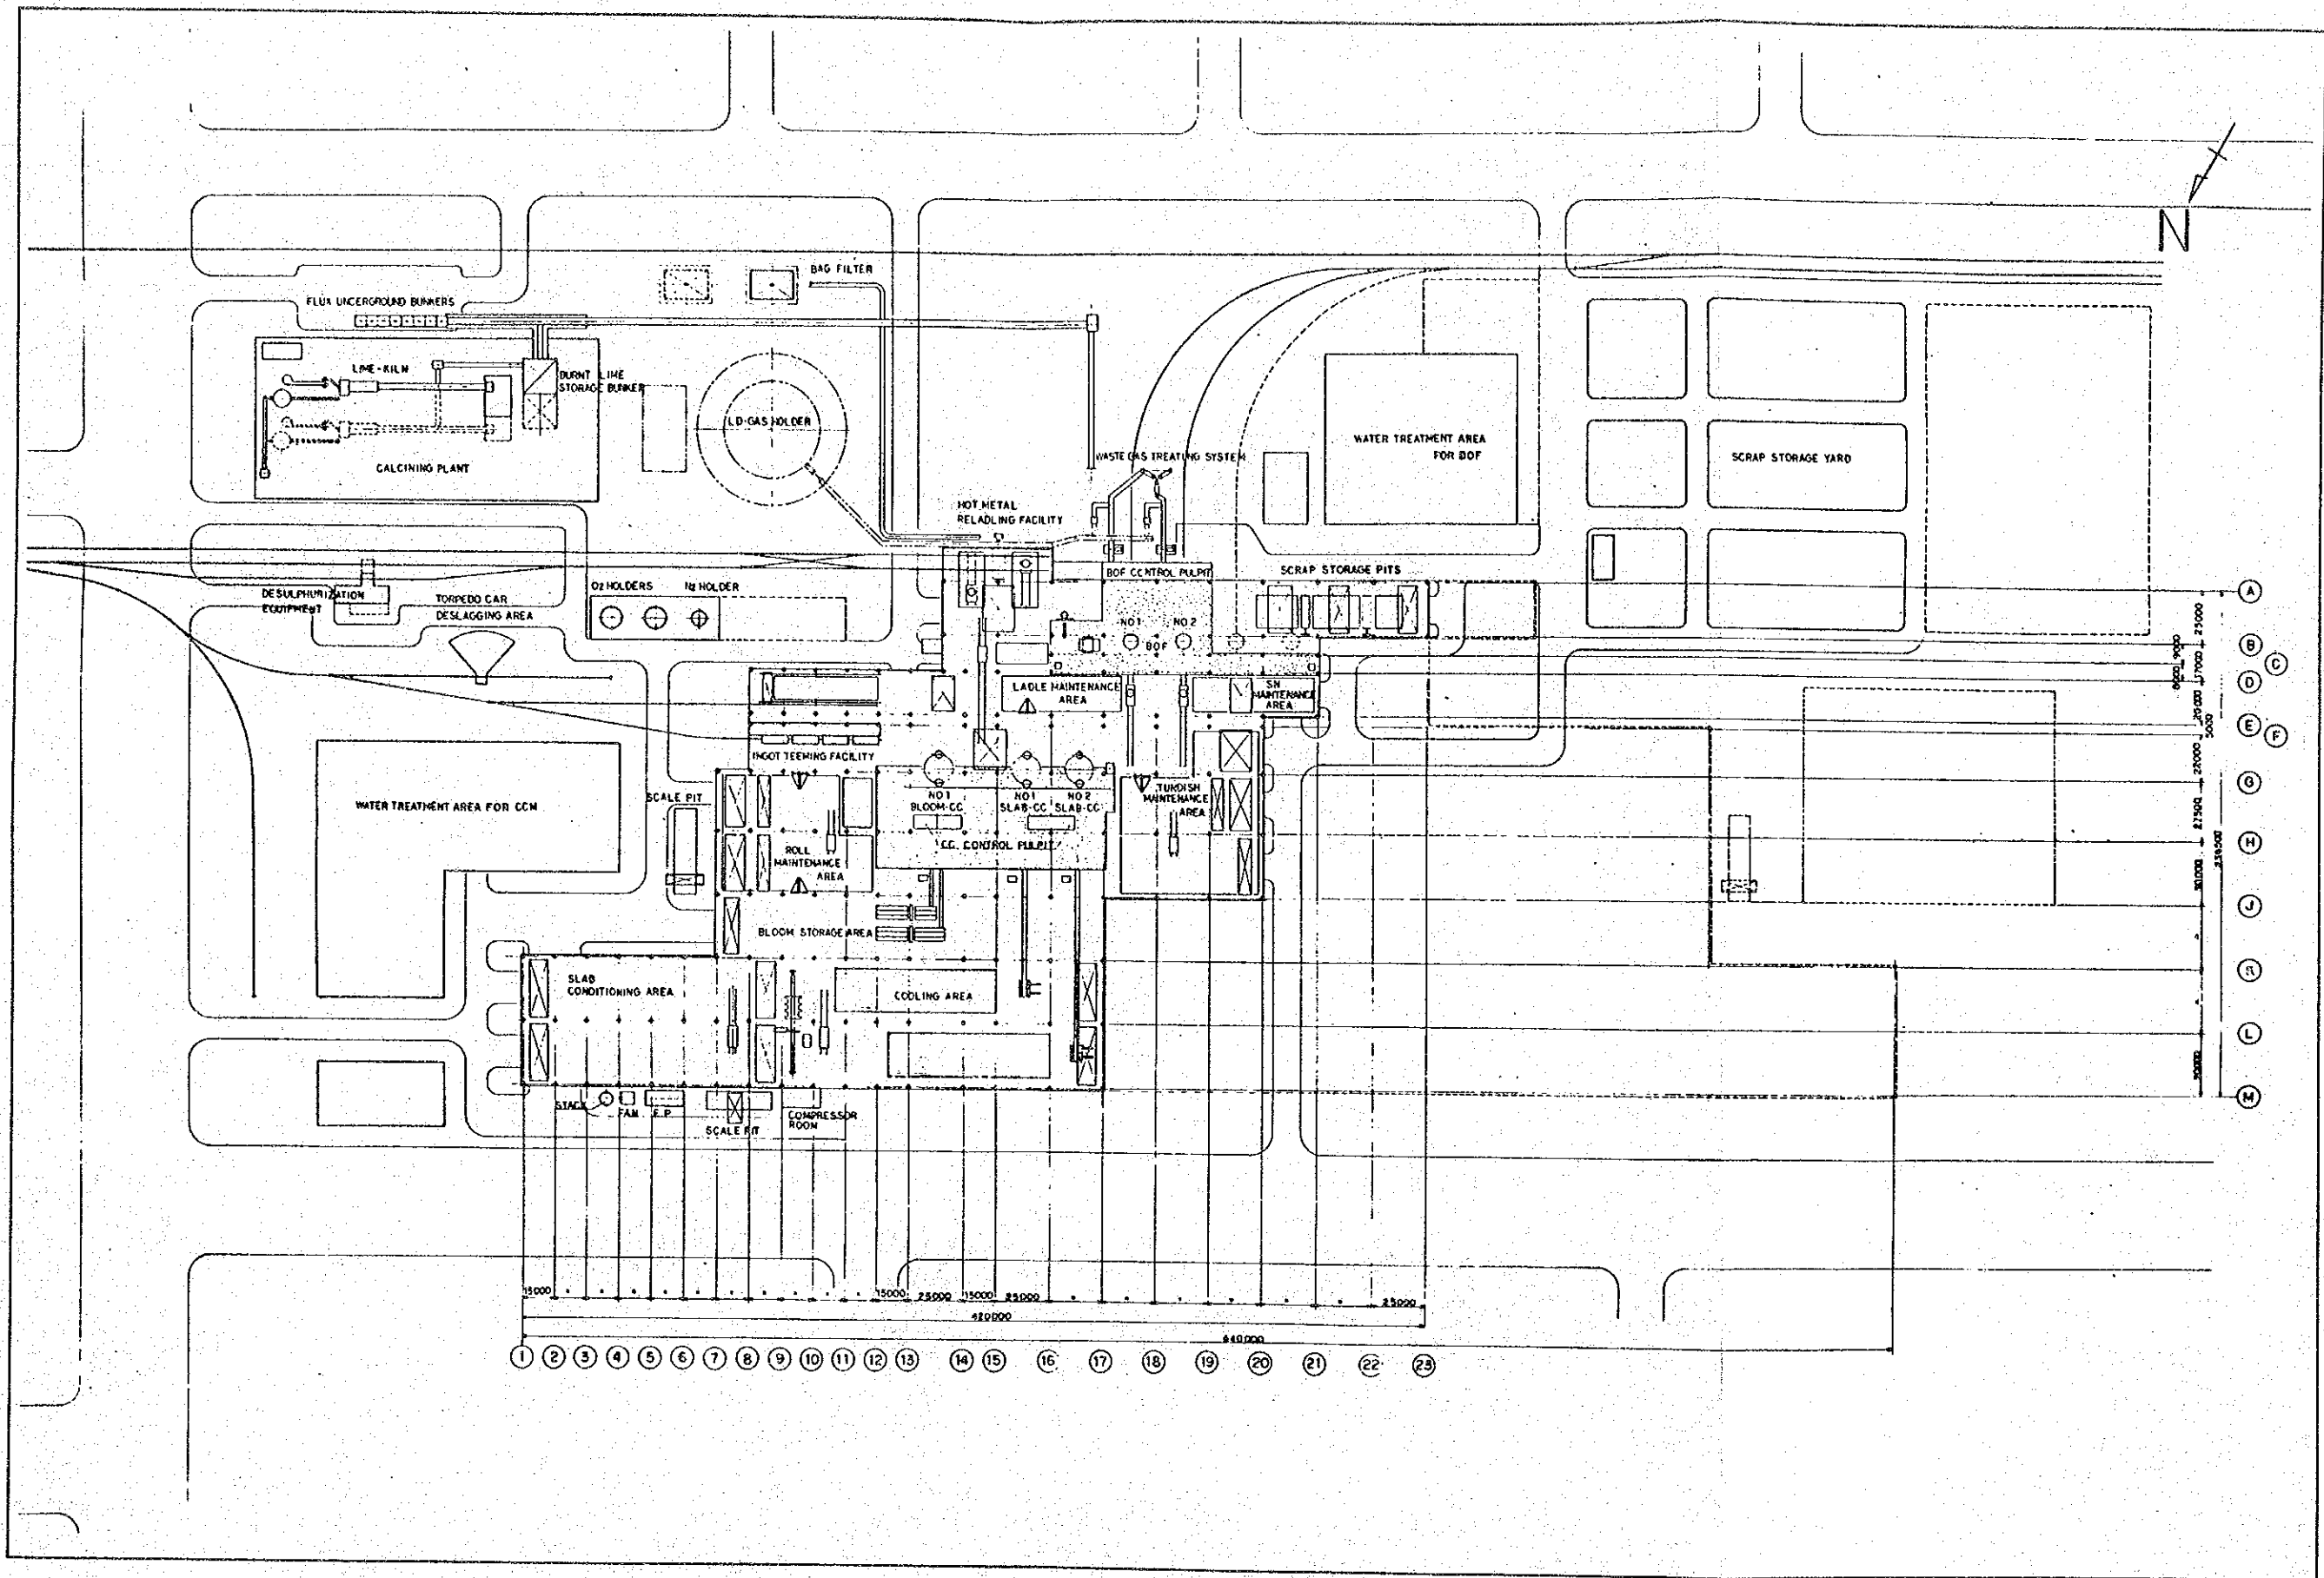 N
BAG FILTER
FLUX UNCERGROUND BUNKERS
LIME-KILN
BURNT LIME
STORAGE BUNKER
L.D-GAS HOLDER
CALCINING PLANT
WASTE GAS TREATING SYSTEM
WATER TREATMENT AREA
FOR BOF
SCRAP STORAGE YARD
HOT METAL
RELADLING FACILITY
BOF CONTROL PULPIT
SCRAP STORAGE PITS
DESULPHURIZATION
EQUIPMENT
TORPEDO CAR
DESLAGGING AREA
O2 HOLDERS
N2 HOLDER
NO 1
NO 2
BOF
LADLE MAINTENANCE
AREA
SN
MAINTENANCE
AREA
INGOT TEEMING FACILITY
WATER TREATMENT AREA FOR CCM
SCALE PIT
NO 1
BLOOM-CC
NO 1
SLAB-CC
NO 2
SLAB-CC
TUNDISH
MAINTENANCE
AREA
ROLL
MAINTENANCE
AREA
CC. CONTROL PULPIT
BLOOM STORAGE AREA
SLAB
CONDITIONING AREA
COOLING AREA
STACK
FAN
E.P
SCALE PIT
COMPRESSOR
ROOM
A
B
C
D
E
F
G
H
J
L
M
25000
9000
17000
8000
20000
5000
22000
27500
30000
30000
15000
15000
25000
15000
25000
25000
420000
640000
1
2
3
4
5
6
7
8
9
10
11
12
13
14
15
16
17
18
19
20
21
22
23